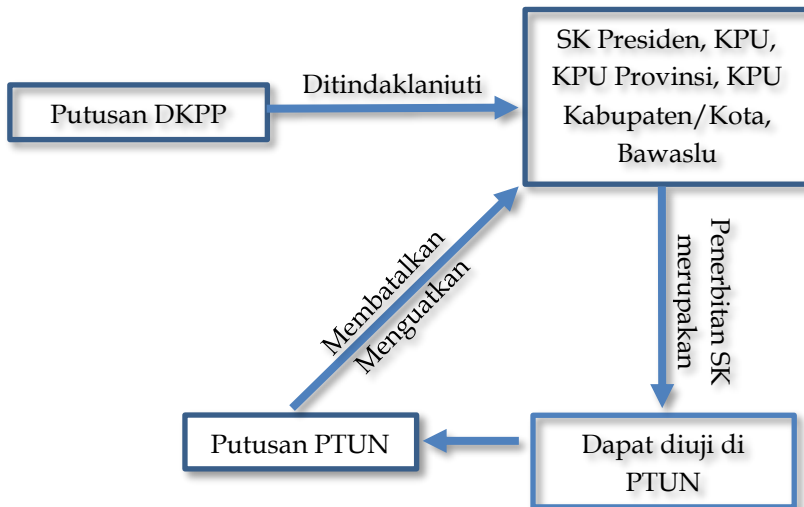 Putusan DKPP
Ditindaklanjuti
SK Presiden, KPU,
KPU Provinsi, KPU
Kabupaten/Kota,
Bawaslu
Penerbitan SK
merupakan
Membatalkan
Menguatkan
Putusan PTUN
Dapat diuji di
PTUN